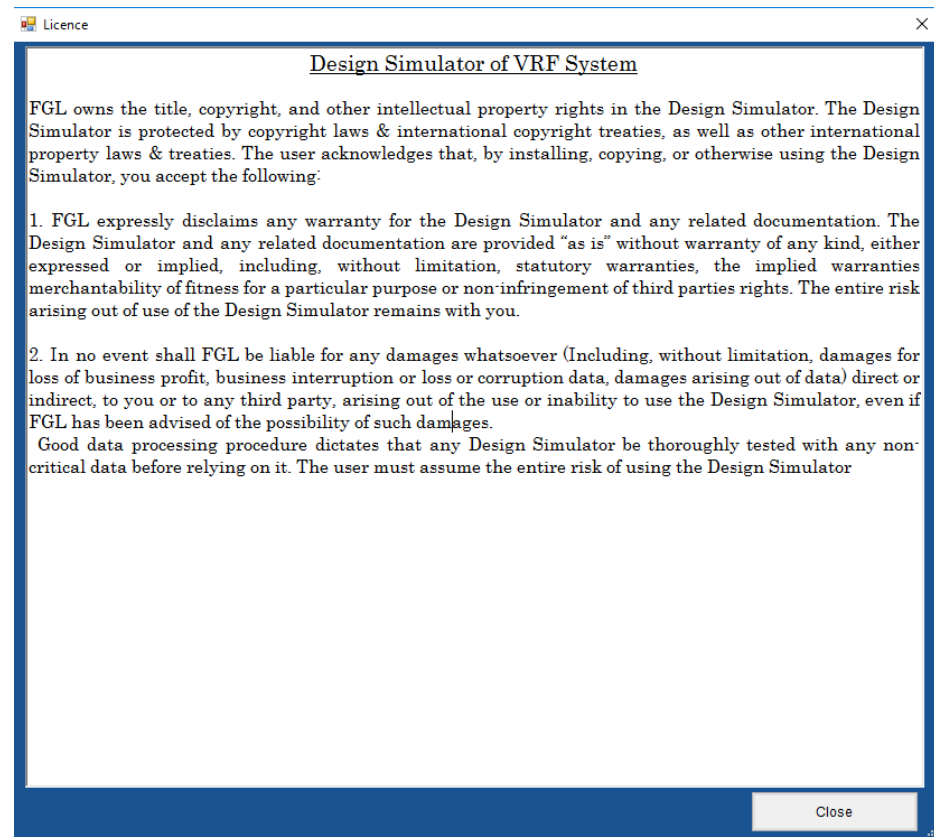 Licence
Design Simulator of VRF System
FGL owns the title, copyright, and other intellectual property rights in the Design Simulator. The Design
Simulator is protected by copyright laws & international copyright treaties, as well as other international
property laws & treaties. The user acknowledges that, by installing, copying, or otherwise using the Design
Simulator, you accept the following:
1. FGL expressly disclaims any warranty for the Design Simulator and any related documentation. The
Design Simulator and any related documentation are provided “as is” without warranty of any kind, either
expressed or implied, including, without limitation, statutory warranties, the implied warranties
merchantability of fitness for a particular purpose or non-infringement of third parties rights. The entire risk
arising out of use of the Design Simulator remains with you.
2. In no event shall FGL be liable for any damages whatsoever (Including, without limitation, damages for
loss of business profit, business interruption or loss or corruption data, damages arising out of data) direct or
indirect, to you or to any third party, arising out of the use or inability to use the Design Simulator, even if
FGL has been advised of the possibility of such damages.
Good data processing procedure dictates that any Design Simulator be thoroughly tested with any non-
critical data before relying on it. The user must assume the entire risk of using the Design Simulator
Close